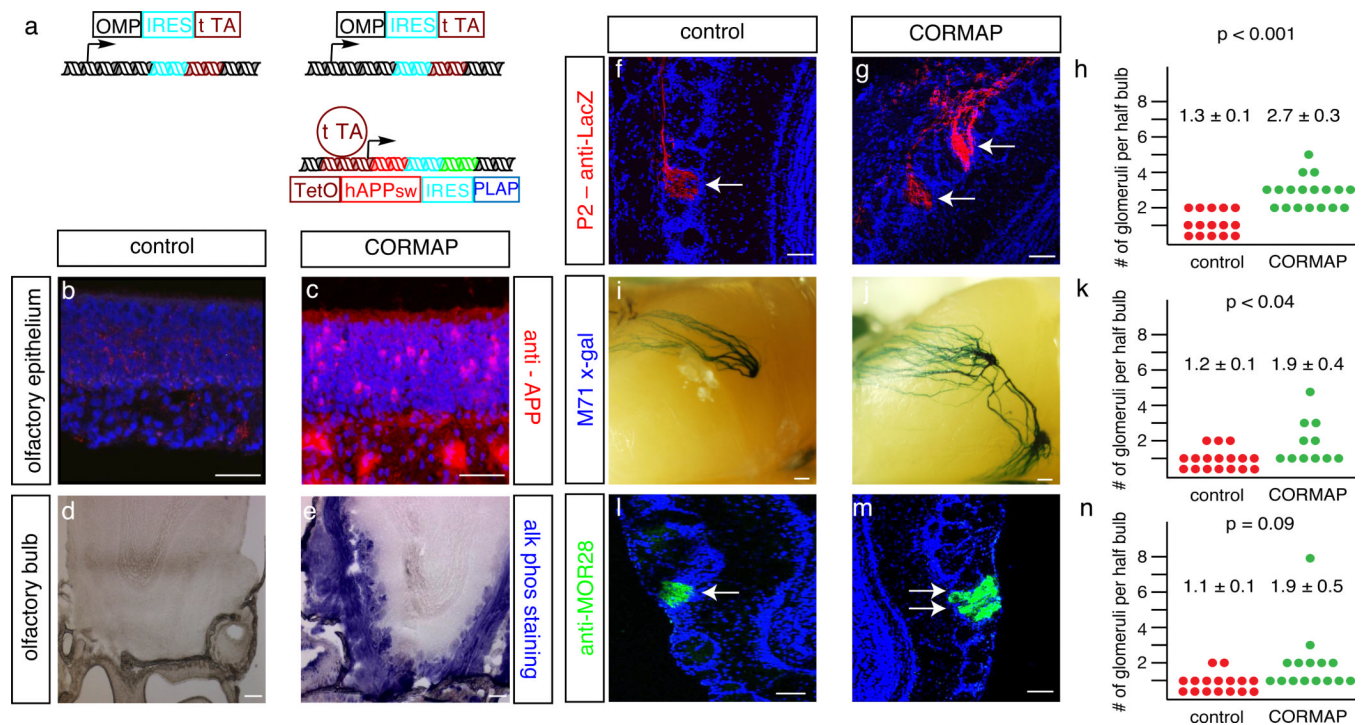 a
OMP IRES t TA
OMP IRES t TA
t TA
TetO hAPPsw IRES PLAP
control
CORMAP
olfactory epithelium
b
c
anti - APP
olfactory bulb
d
e
alk phos staining
control
CORMAP
P2 – anti-LacZ
f
g
M71 x-gal
i
j
anti-MOR28
l
m
h
p < 0.001
# of glomeruli per half bulb
8
6
4
2
1.3 ± 0.1
2.7 ± 0.3
control
CORMAP
k
p < 0.04
# of glomeruli per half bulb
8
6
4
2
1.2 ± 0.1
1.9 ± 0.4
control
CORMAP
n
p = 0.09
# of glomeruli per half bulb
8
6
4
2
1.1 ± 0.1
1.9 ± 0.5
control
CORMAP